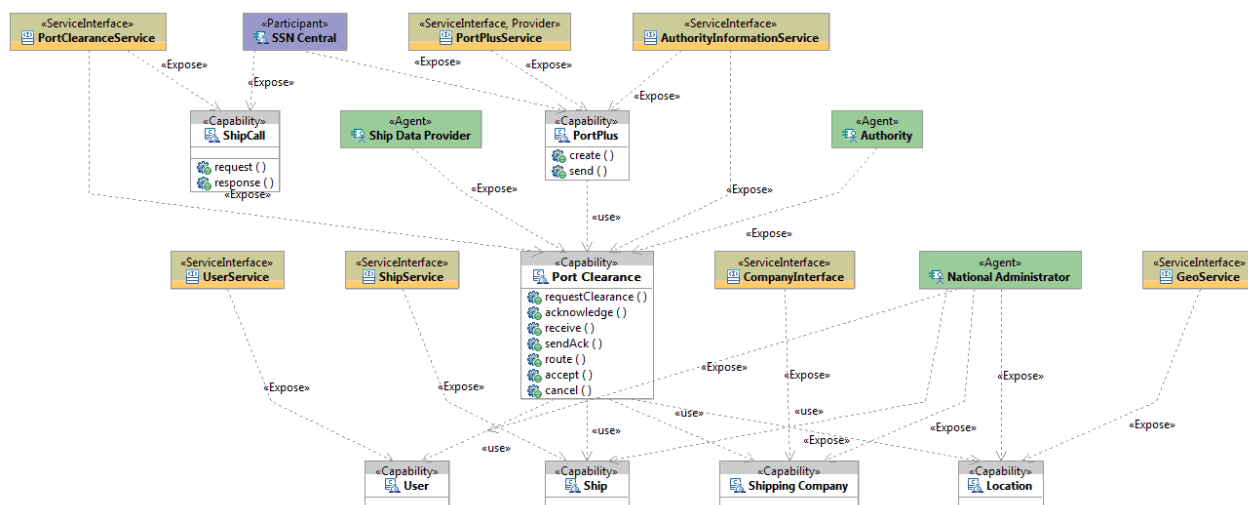 «ServiceInterface»
PortClearanceService
«Participant»
SSN Central
«ServiceInterface, Provider»
PortPlusService
«ServiceInterface»
AuthorityInformationService
«Expose»
«Expose»
«Expose»
«Expose»
«Expose»
«Capability»
ShipCall
request ( )
response ( )
«Agent»
Ship Data Provider
«Capability»
PortPlus
create ( )
send ( )
«Agent»
Authority
«Expose»
«Expose»
«use»
«Expose»
«Expose»
«ServiceInterface»
UserService
«ServiceInterface»
ShipService
«Capability»
Port Clearance
requestClearance ( )
acknowledge ( )
receive ( )
sendAck ( )
route ( )
accept ( )
cancel ( )
«ServiceInterface»
CompanyInterface
«Agent»
National Administrator
«ServiceInterface»
GeoService
«Expose»
«Expose»
«Expose»
«Expose»
«Expose»
«use»
«use»
«Expose»
«use»
«use»
«Expose»
«Expose»
«Expose»
«Capability»
User
«Capability»
Ship
«Capability»
Shipping Company
«Capability»
Location